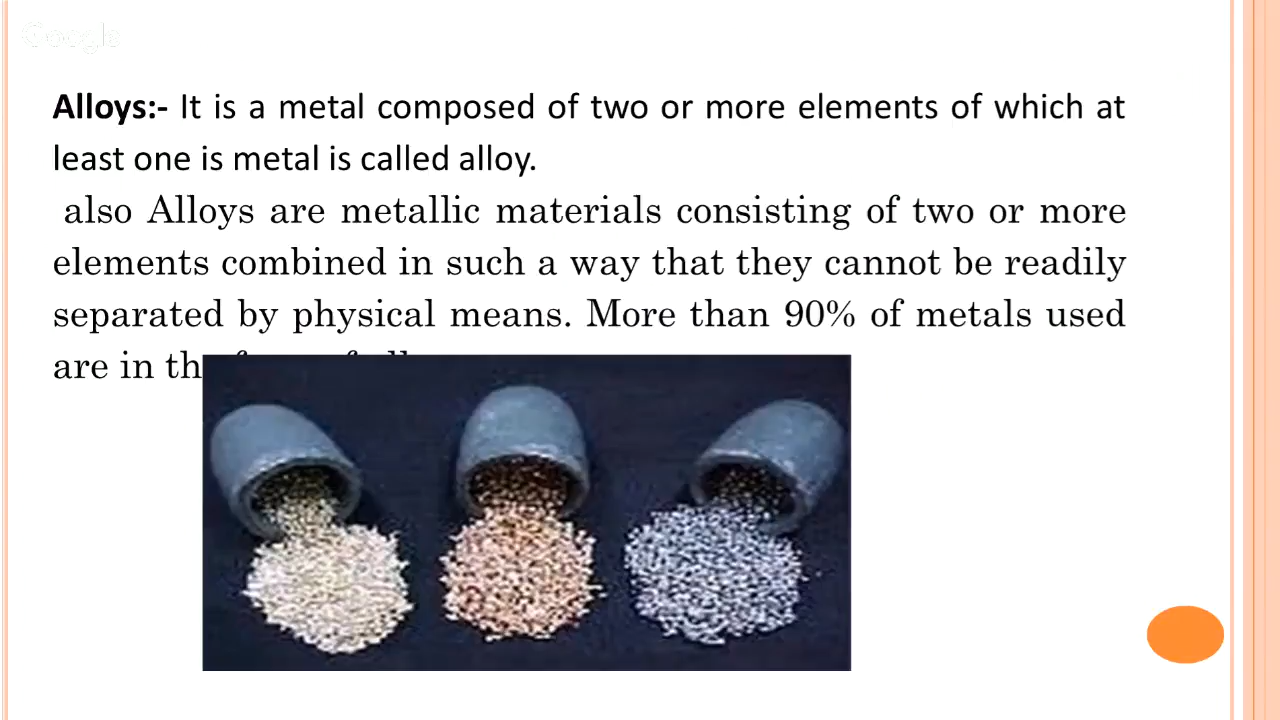 Google
Alloys:- It is a metal composed of two or more elements of which at
least one is metal is called alloy.
also Alloys are metallic materials consisting of two or more
elements combined in such a way that they cannot be readily
separated by physical means. More than 90% of metals used
are in